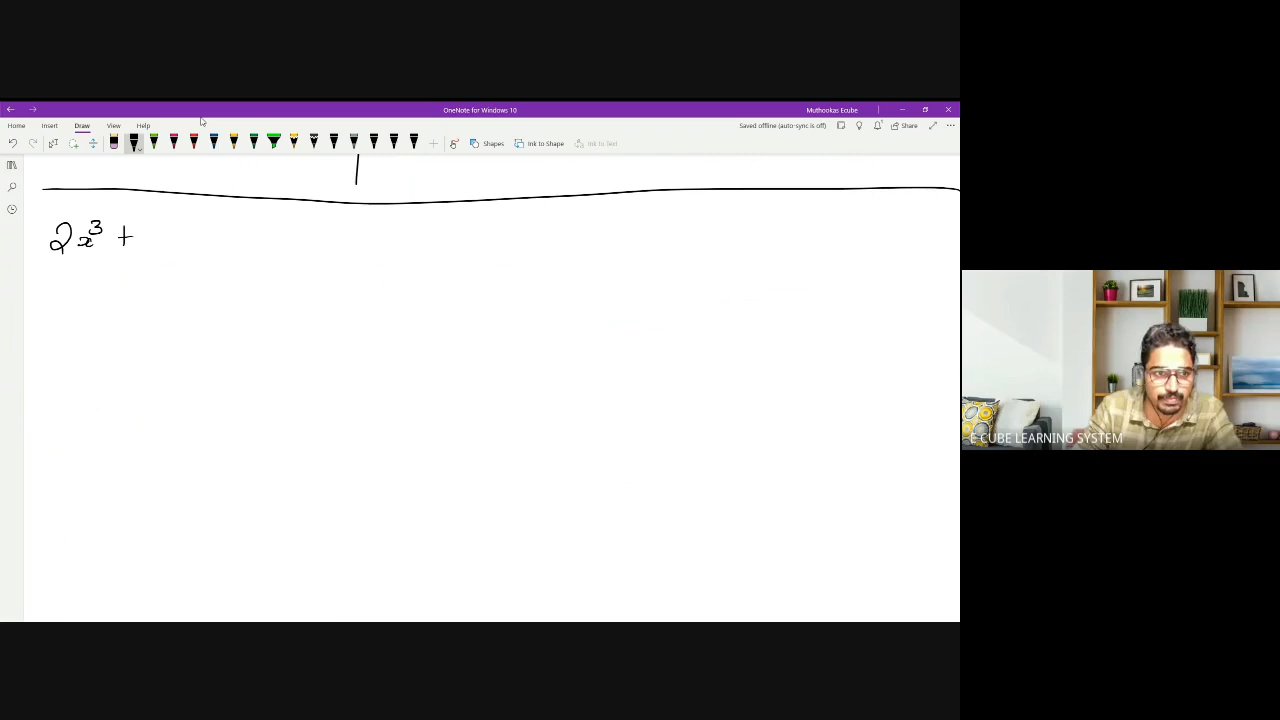 OneNote for Windows 10
Muthookas Ecube
Home Insert Draw View Help
Saved offline (auto-sync is off)
Share
Shapes
Ink to Shape
Ink to Text
2x³ +
E CUBE LEARNING SYSTEM